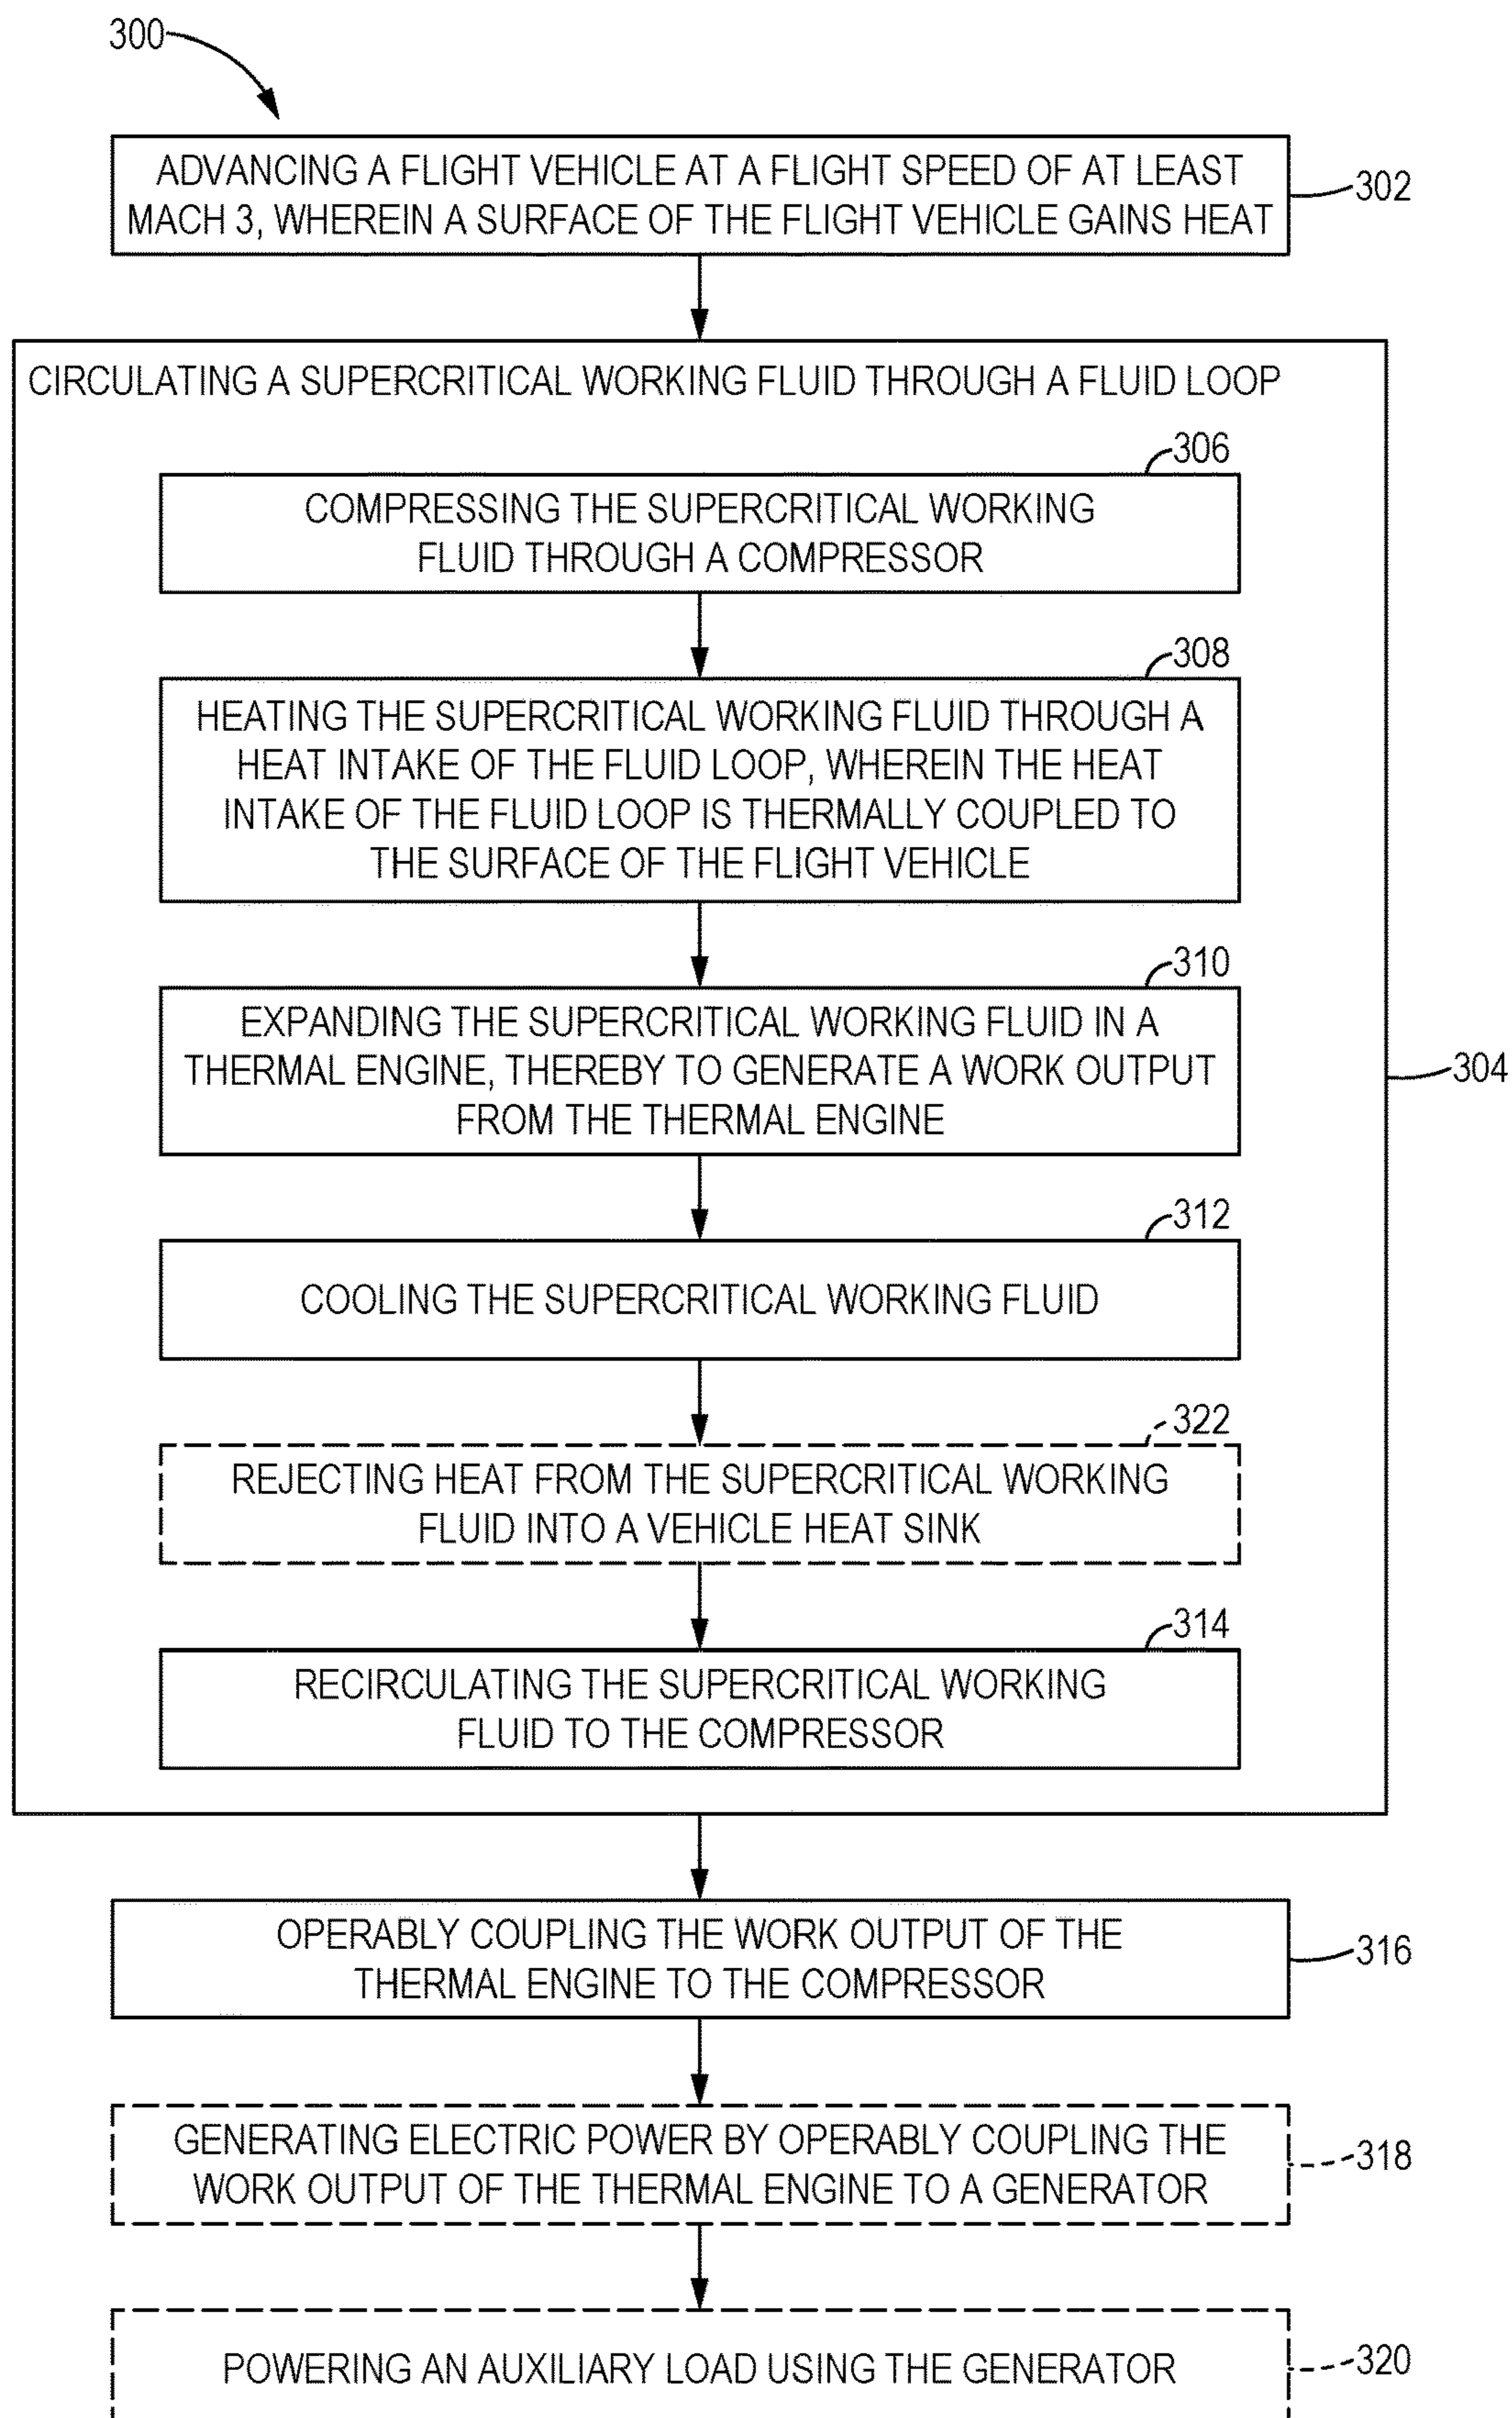 300
ADVANCING A FLIGHT VEHICLE AT A FLIGHT SPEED OF AT LEAST
MACH 3, WHEREIN A SURFACE OF THE FLIGHT VEHICLE GAINS HEAT
302
CIRCULATING A SUPERCRITICAL WORKING FLUID THROUGH A FLUID LOOP
306
COMPRESSING THE SUPERCRITICAL WORKING
FLUID THROUGH A COMPRESSOR
308
HEATING THE SUPERCRITICAL WORKING FLUID THROUGH A
HEAT INTAKE OF THE FLUID LOOP, WHEREIN THE HEAT
INTAKE OF THE FLUID LOOP IS THERMALLY COUPLED TO
THE SURFACE OF THE FLIGHT VEHICLE
310
EXPANDING THE SUPERCRITICAL WORKING FLUID IN A
THERMAL ENGINE, THEREBY TO GENERATE A WORK OUTPUT
FROM THE THERMAL ENGINE
304
312
COOLING THE SUPERCRITICAL WORKING FLUID
322
REJECTING HEAT FROM THE SUPERCRITICAL WORKING
FLUID INTO A VEHICLE HEAT SINK
314
RECIRCULATING THE SUPERCRITICAL WORKING
FLUID TO THE COMPRESSOR
OPERABLY COUPLING THE WORK OUTPUT OF THE
THERMAL ENGINE TO THE COMPRESSOR
316
GENERATING ELECTRIC POWER BY OPERABLY COUPLING THE
WORK OUTPUT OF THE THERMAL ENGINE TO A GENERATOR
318
POWERING AN AUXILIARY LOAD USING THE GENERATOR
320